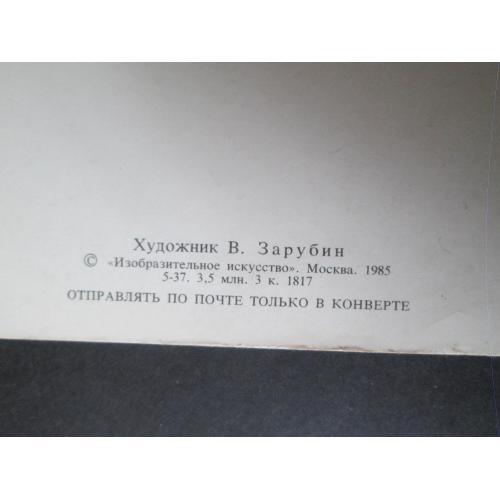 Художник В. Зарубин
© «Изобразительное искусство». Москва. 1985
5-37. 3,5 млн. 3 к. 1817
ОТПРАВЛЯТЬ ПО ПОЧТЕ ТОЛЬКО В КОНВЕРТЕ